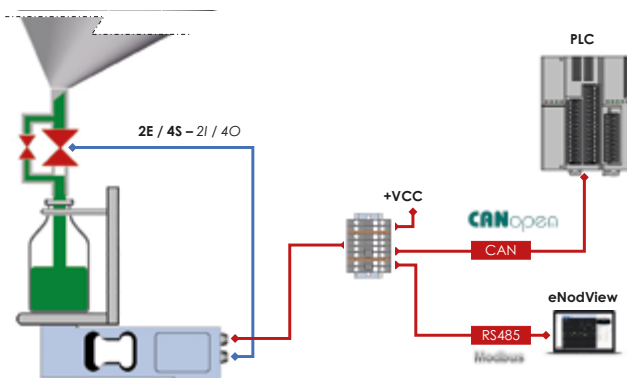 PLC
2E / 4S – 2I / 4O
+VCC
CANopen
CAN
eNodView
RS485
Modbus